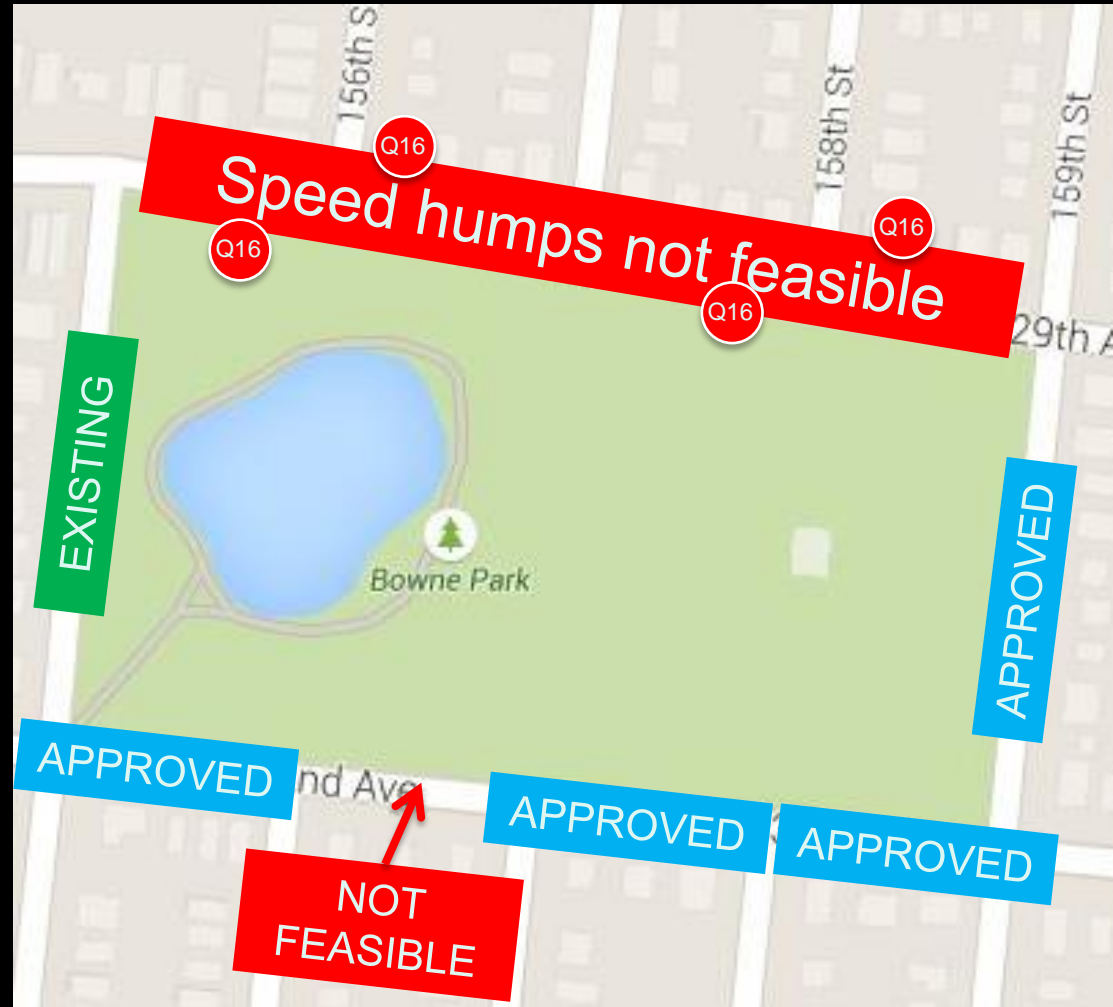 156th S
158th St
159th St
Q16
Q16
Speed humps not feasible
Q16
Q16
29th A
EXISTING
Bowne Park
APPROVED
APPROVED
nd Ave
APPROVED
APPROVED
NOT
FEASIBLE